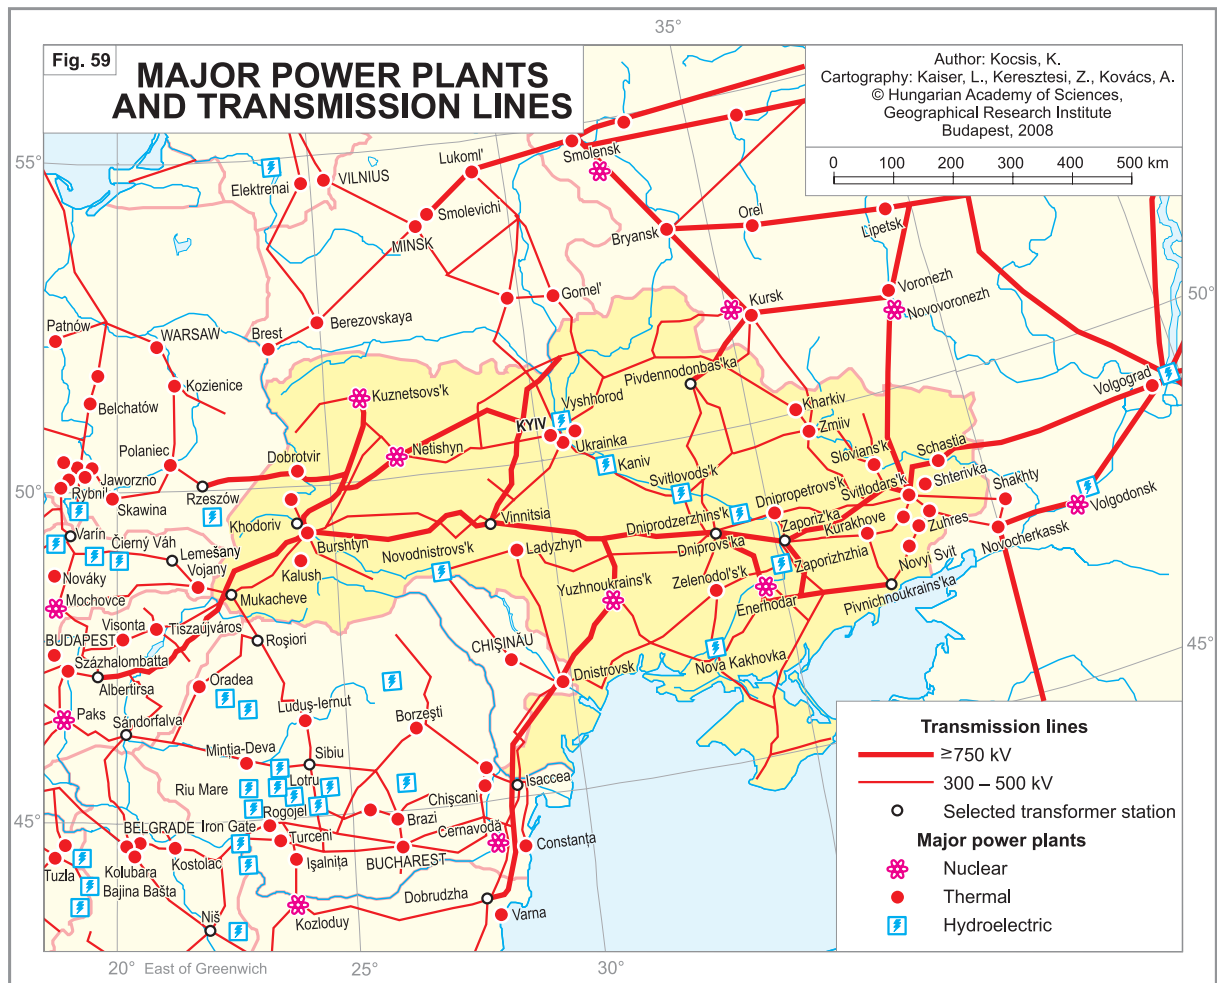 35°
Fig. 59
MAJOR POWER PLANTS
AND TRANSMISSION LINES
Author: Kocsis, K.
Cartography: Kaiser, L., Keresztesi, Z., Kovács, A.
© Hungarian Academy of Sciences,
Geographical Research Institute
Budapest, 2008
0 100 200 300 400 500 km
55°
Lukoml'
Smolensk
Elektrenai
VILNIUS
Smolevichi
MINSK
Orel
Bryansk
Lipetsk
Voronezh
Novovoronezh
50°
Gomel'
Kursk
Berezovskaya
Brest
Patnów
WARSAW
Kozienice
Belchatów
Pivdennodonbas'ka
Volgograd
Kuznetsovs'k
Vyshhorod
Kharkiv
KYIV
Zmiiv
Ukrainka
Netishyn
Polaniec
Dobrotvir
Kaniv
Slovians'k
Schastia
50°
Jaworzno
Rybnil
Skawina
Rzeszów
Svitlovods'k
Dnipropetrovs'k
Svitlodars'k
Shterivka
Shakhty
Volgodonsk
Khodoriv
Vinnitsia
Dniprodzerzhins'k
Zaporiz'ka
Kurakhove
Zuhres
Novocherkassk
Varín
Čierný Váh
Lemešany
Burshtyn
Novodnistrovs'k
Ladyzhyn
Dniprovs'ka
Zaporizhzhia
Novyi Svit
Nováky
Vojany
Kalush
Yuzhnoukrains'k
Zelenodol's'k
Enerhodar
Pivnichnoukrains'ka
Mochovce
Mukacheve
Visonta
Tiszaújváros
BUDAPEST
Roşiori
CHIŞINĂU
45°
Százhalombatta
Albertirsa
Dnistrovsk
Nova Kakhovka
Oradea
Paks
Sándorfalva
Luduş-Iernut
Borzeşti
Mintia-Deva
Sibiu
Riu Mare
Lotru
Isaccea
Chişcani
Rogojel
Brazi
Cernavodă
45°
BELGRADE
Iron Gate
Turceni
Constanţa
Kostolac
Işalniţa
BUCHAREST
Tuzla
Kolubara
Bajina Bašta
Dobrudzha
Niš
Kozloduy
Varna
Transmission lines
≥750 kV
300 – 500 kV
Selected transformer station
Major power plants
Nuclear
Thermal
Hydroelectric
20° East of Greenwich
25°
30°